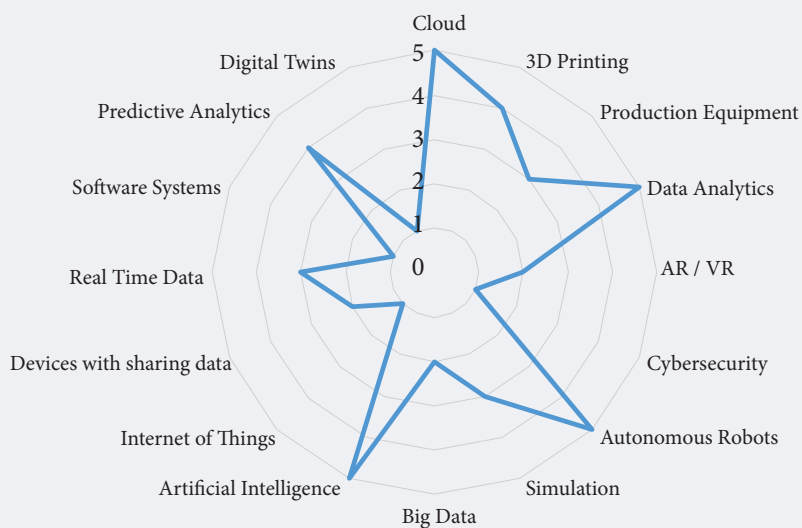 Cloud
3D Printing
Production Equipment
Data Analytics
AR / VR
Cybersecurity
Autonomous Robots
Simulation
Big Data
Artificial Intelligence
Internet of Things
Devices with sharing data
Real Time Data
Software Systems
Predictive Analytics
Digital Twins
5
4
3
2
1
0